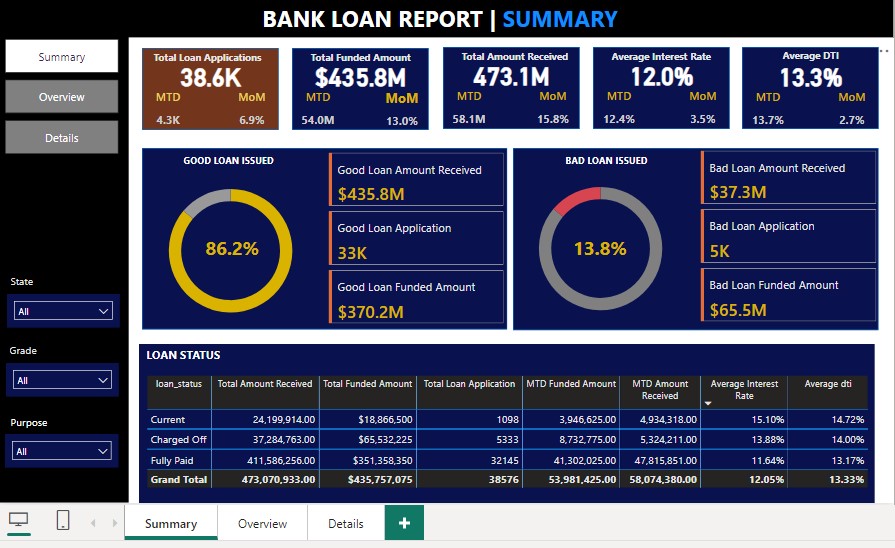 BANK LOAN REPORT | SUMMARY
Summary
Overview
Details
Total Loan Applications
38.6K
MTD MoM
4.3K 6.9%
Total Funded Amount
$435.8M
MTD MoM
54.0M 13.0%
Total Amount Received
473.1M
MTD MoM
58.1M 15.8%
Average Interest Rate
12.0%
MTD MoM
12.4% 3.5%
Average DTI
13.3%
MTD MoM
13.7% 2.7%
GOOD LOAN ISSUED
86.2%
Good Loan Amount Received
$435.8M
Good Loan Application
33K
Good Loan Funded Amount
$370.2M
BAD LOAN ISSUED
13.8%
Bad Loan Amount Received
$37.3M
Bad Loan Application
5K
Bad Loan Funded Amount
$65.5M
State
All
Grade
All
Purpose
All
LOAN STATUS
loan_status Total Amount Received Total Funded Amount Total Loan Application MTD Funded Amount MTD Amount Received Average Interest Rate Average dti
Current 24,199,914.00 $18,866,500 1098 3,946,625.00 4,934,318.00 15.10% 14.72%
Charged Off 37,284,763.00 $65,532,225 5333 8,732,775.00 5,324,211.00 13.88% 14.00%
Fully Paid 411,586,256.00 $351,358,350 32145 41,302,025.00 47,815,851.00 11.64% 13.17%
Grand Total 473,070,933.00 $435,757,075 38576 53,981,425.00 58,074,380.00 12.05% 13.33%
Summary Overview Details +